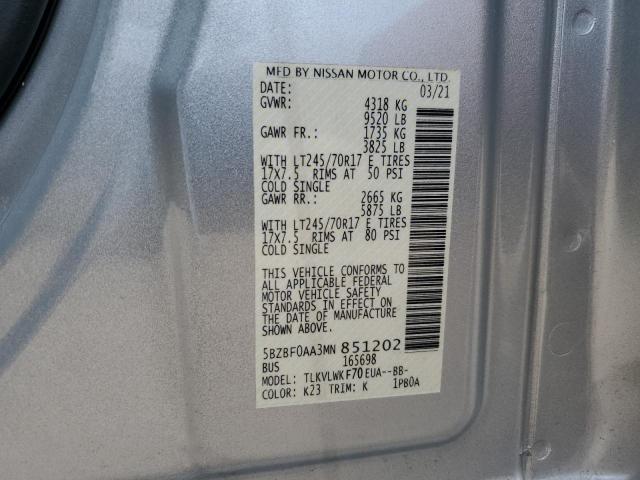 MFD BY NISSAN MOTOR CO., LTD.
DATE: 03/21
GVWR: 4318 KG
9520 LB
GAWR FR.: 1735 KG
3825 LB
WITH LT245/70R17 E TIRES
17X7.5 RIMS AT 50 PSI
COLD SINGLE
GAWR RR.: 2665 KG
5875 LB
WITH LT245/70R17 E TIRES
17X7.5 RIMS AT 80 PSI
COLD SINGLE
THIS VEHICLE CONFORMS TO
ALL APPLICABLE FEDERAL
MOTOR VEHICLE SAFETY
STANDARDS IN EFFECT ON
THE DATE OF MANUFACTURE
SHOWN ABOVE.
5BZBF0AA3MN 851202
BUS 165698
MODEL: TLKVLWKF70EUA--BB-
COLOR: K23 TRIM: K 1PB0A